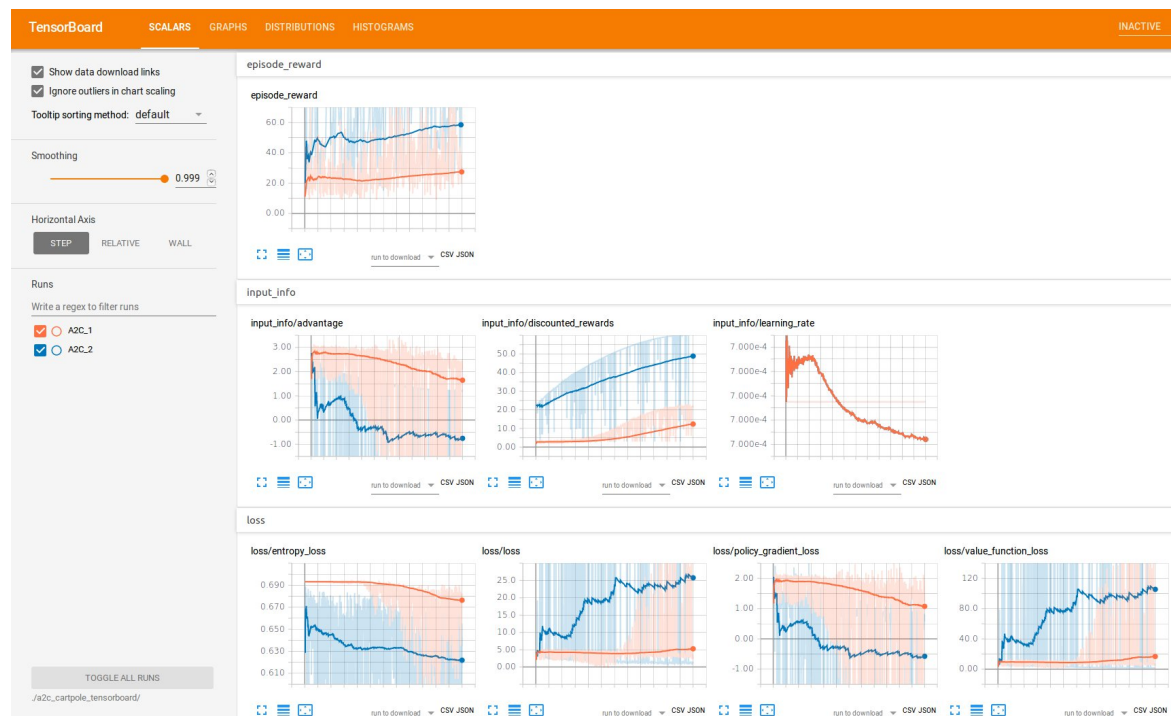 TensorBoard SCALARS GRAPHS DISTRIBUTIONS HISTOGRAMS INACTIVE
Show data download links
Ignore outliers in chart scaling
Tooltip sorting method: default
Smoothing
0.999
Horizontal Axis
STEP RELATIVE WALL
Runs
Write a regex to filter runs
A2C_1
A2C_2
TOGGLE ALL RUNS
./a2c_cartpole_tensorboard/
episode_reward
episode_reward
60.0
40.0
20.0
0.00
run to download CSV JSON
input_info
input_info/advantage
3.00
2.00
1.00
0.00
-1.00
run to download CSV JSON
input_info/discounted_rewards
50.0
40.0
30.0
20.0
10.0
0.00
run to download CSV JSON
input_info/learning_rate
7.000e-4
7.000e-4
7.000e-4
7.000e-4
7.000e-4
run to download CSV JSON
loss
loss/entropy_loss
0.690
0.670
0.650
0.630
0.610
run to download CSV JSON
loss/loss
25.0
20.0
15.0
10.0
5.00
0.00
run to download CSV JSON
loss/policy_gradient_loss
2.00
1.00
0.00
-1.00
run to download CSV JSON
loss/value_function_loss
120
80.0
40.0
0.00
run to download CSV JSON